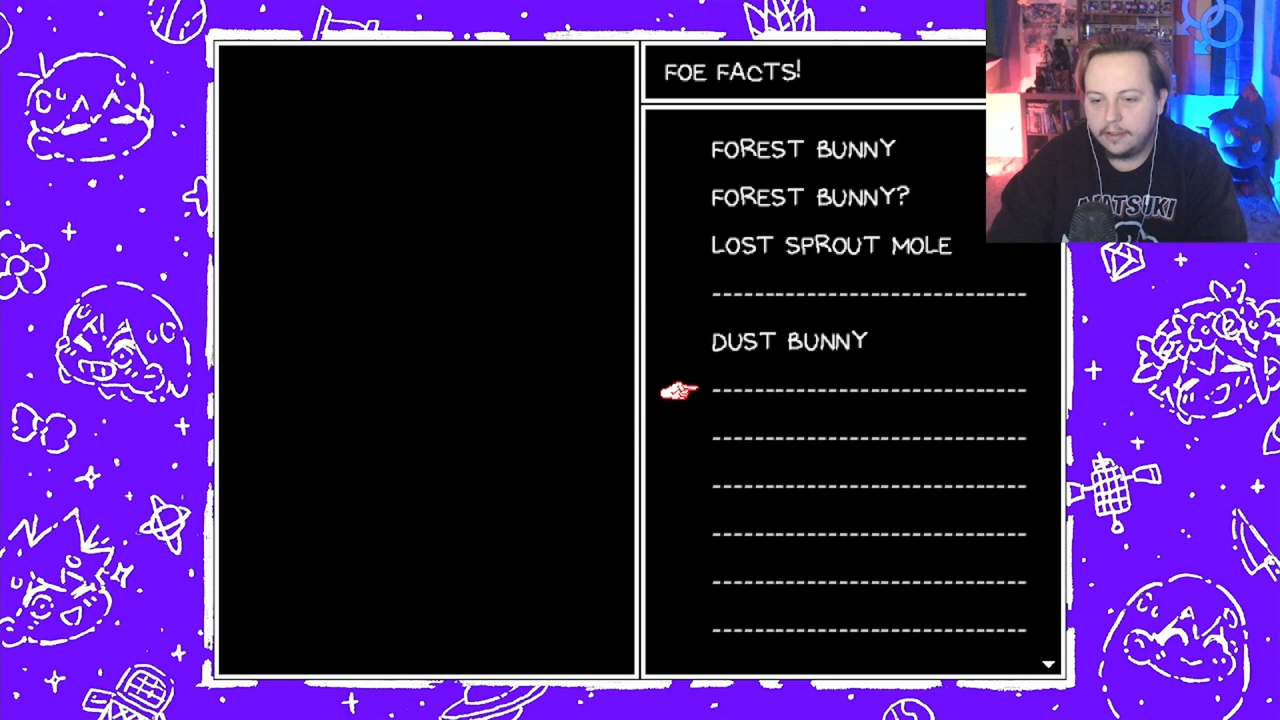 FOE FACTS!
FOREST BUNNY
FOREST BUNNY?
LOST SPROUT MOLE
DUST BUNNY